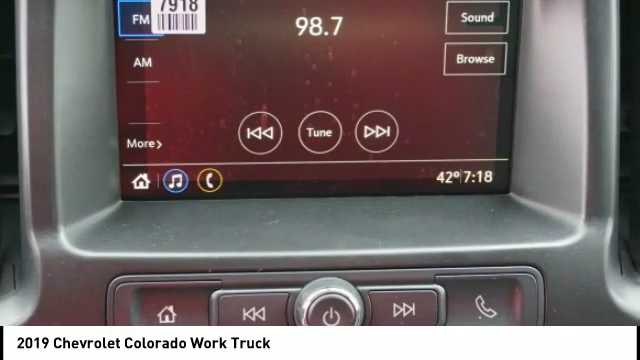 7918
FM
98.7
Sound
AM
Browse
More>
Tune
42° 7:18
2019 Chevrolet Colorado Work Truck